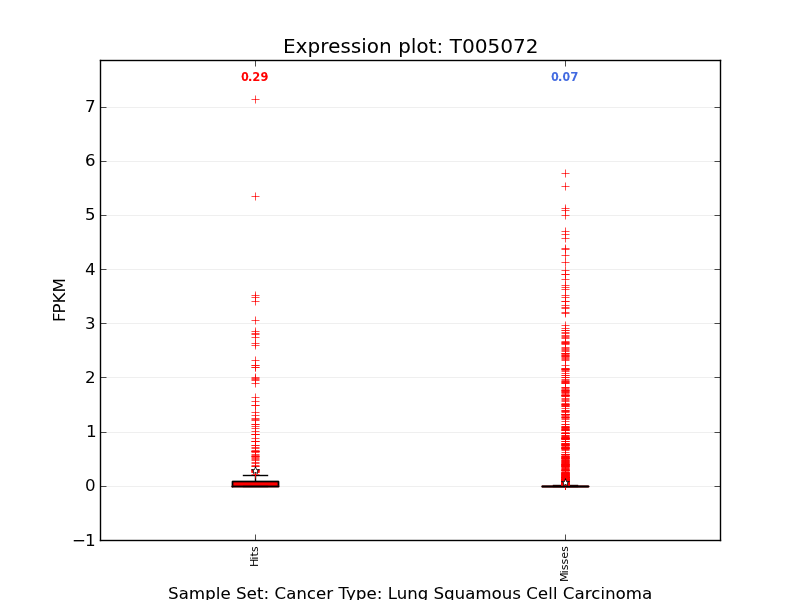 Expression plot: T005072
0.29
0.07
7
6
5
4
3
2
1
0
−1
FPKM
Hits
Misses
Sample Set: Cancer Type: Lung Squamous Cell Carcinoma